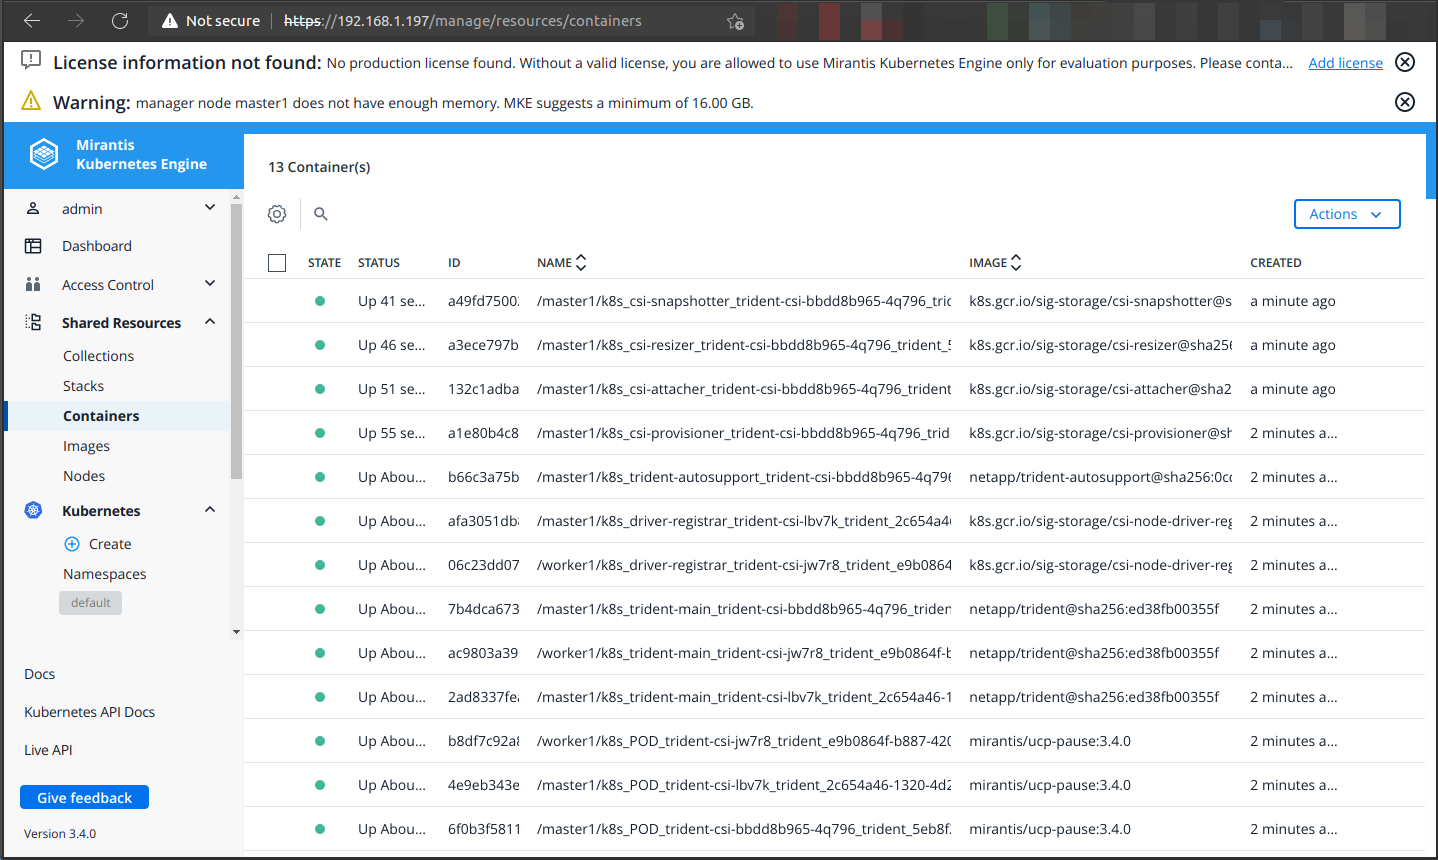 Not secure https://192.168.1.197/manage/resources/containers
License information not found: No production license found. Without a valid license, you are allowed to use Mirantis Kubernetes Engine only for evaluation purposes. Please conta... Add license
Warning: manager node master1 does not have enough memory. MKE suggests a minimum of 16.00 GB.
Mirantis
Kubernetes Engine
admin
Dashboard
Access Control
Shared Resources
Collections
Stacks
Containers
Images
Nodes
Kubernetes
Create
Namespaces
default
Docs
Kubernetes API Docs
Live API
Give feedback
Version 3.4.0
13 Container(s)
Actions
STATE STATUS ID NAME IMAGE CREATED
Up 41 se... a49fd7500 /master1/k8s_csi-snapshotter_trident-csi-bbdd8b965-4q796_tric k8s.gcr.io/sig-storage/csi-snapshotter@s a minute ago
Up 46 se... a3ece797b /master1/k8s_csi-resizer_trident-csi-bbdd8b965-4q796_trident_5 k8s.gcr.io/sig-storage/csi-resizer@sha256 a minute ago
Up 51 se... 132c1adba /master1/k8s_csi-attacher_trident-csi-bbdd8b965-4q796_trident k8s.gcr.io/sig-storage/csi-attacher@sha2 a minute ago
Up 55 se... a1e80b4c8 /master1/k8s_csi-provisioner_trident-csi-bbdd8b965-4q796_trid k8s.gcr.io/sig-storage/csi-provisioner@sh 2 minutes a...
Up Abou... b66c3a75b /master1/k8s_trident-autosupport_trident-csi-bbdd8b965-4q796 netapp/trident-autosupport@sha256:0cc 2 minutes a...
Up Abou... afa3051db /master1/k8s_driver-registrar_trident-csi-lbv7k_trident_2c654a4 k8s.gcr.io/sig-storage/csi-node-driver-reg 2 minutes a...
Up Abou... 06c23dd07 /worker1/k8s_driver-registrar_trident-csi-jw7r8_trident_e9b0864 k8s.gcr.io/sig-storage/csi-node-driver-reg 2 minutes a...
Up Abou... 7b4dca673 /master1/k8s_trident-main_trident-csi-bbdd8b965-4q796_triden netapp/trident@sha256:ed38fb00355f 2 minutes a...
Up Abou... ac9803a39 /worker1/k8s_trident-main_trident-csi-jw7r8_trident_e9b0864f-b netapp/trident@sha256:ed38fb00355f 2 minutes a...
Up Abou... 2ad8337fe /master1/k8s_trident-main_trident-csi-lbv7k_trident_2c654a46-1 netapp/trident@sha256:ed38fb00355f 2 minutes a...
Up Abou... b8df7c92a /worker1/k8s_POD_trident-csi-jw7r8_trident_e9b0864f-b887-420 mirantis/ucp-pause:3.4.0 2 minutes a...
Up Abou... 4e9eb343e /master1/k8s_POD_trident-csi-lbv7k_trident_2c654a46-1320-4d2 mirantis/ucp-pause:3.4.0 2 minutes a...
Up Abou... 6f0b3f5811 /master1/k8s_POD_trident-csi-bbdd8b965-4q796_trident_5eb8f mirantis/ucp-pause:3.4.0 2 minutes a...